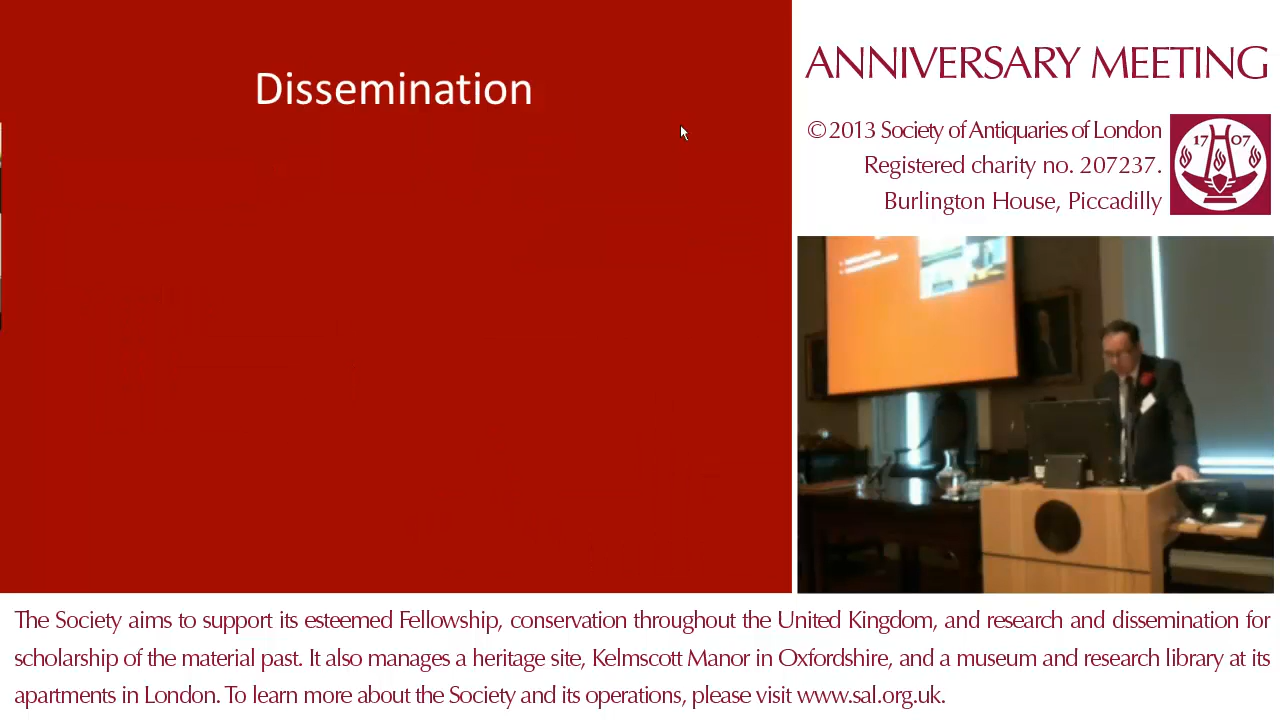 Dissemination
ANNIVERSARY MEETING
© 2013 Society of Antiquaries of London
Registered charity no. 207237.
Burlington House, Piccadilly
1707
The Society aims to support its esteemed Fellowship, conservation throughout the United Kingdom, and research and dissemination for
scholarship of the material past. It also manages a heritage site, Kelmscott Manor in Oxfordshire, and a museum and research library at its
apartments in London. To learn more about the Society and its operations, please visit www.sal.org.uk.